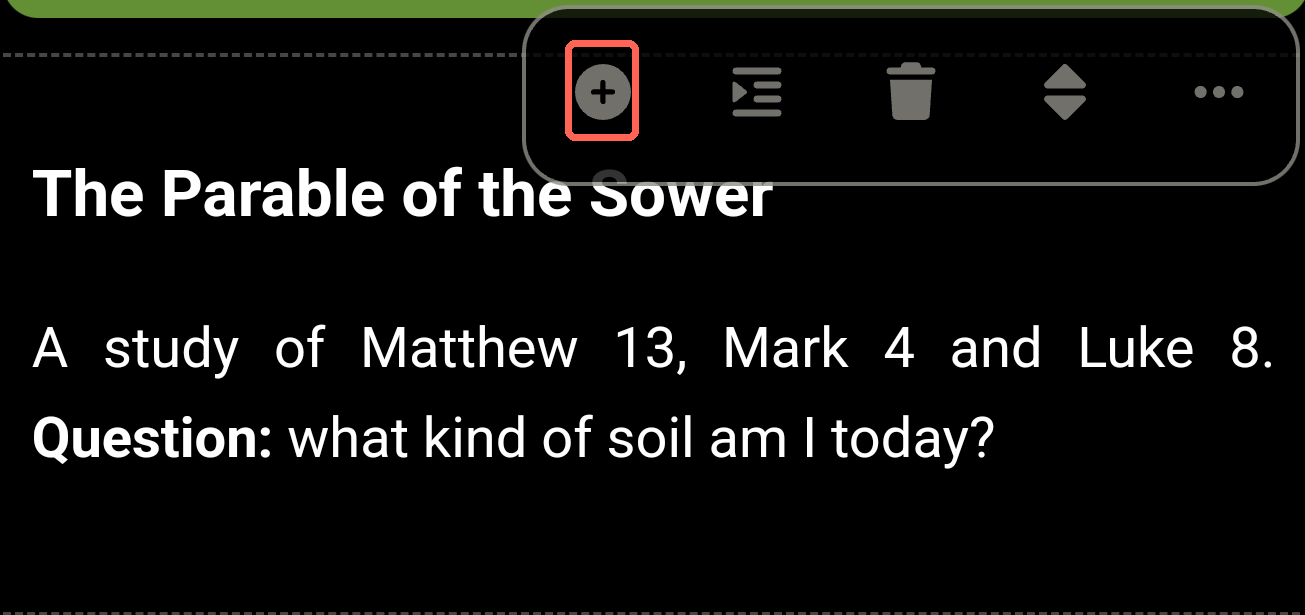 The Parable of the Sower
A study of Matthew 13, Mark 4 and Luke 8.
Question: what kind of soil am I today?